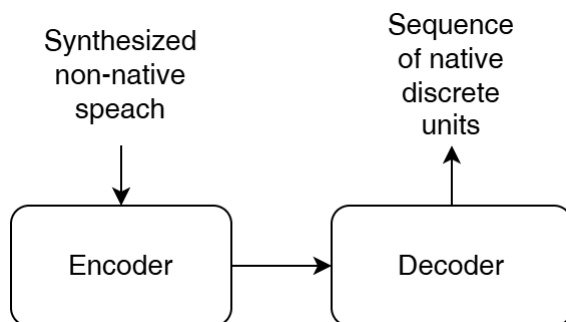 Synthesized
non-native
speach
Sequence
of native
discrete
units
Encoder
Decoder